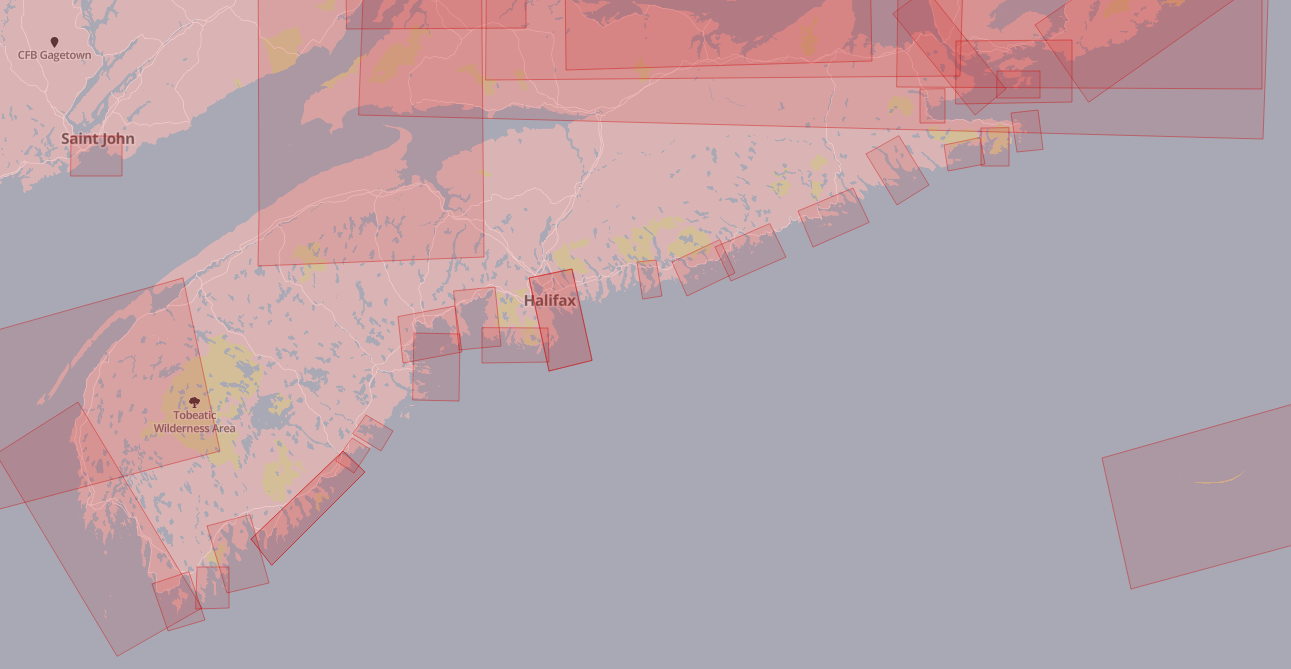 CFB Gagetown
Saint John
Halifax
Tobeatic
Wilderness Area